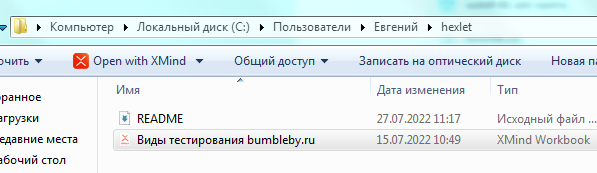 Компьютер ▸ Локальный диск (C:) ▸ Пользователи ▸ Евгений ▸ hexlet
очить Open with XMind Общий доступ Записать на оптический диск Новая па
Имя Дата изменения Тип
ранное
агрузки README 27.07.2022 11:17 Исходный файл ...
едавние места Виды тестирования bumbleby.ru 15.07.2022 10:49 XMind Workbook
абочий стол